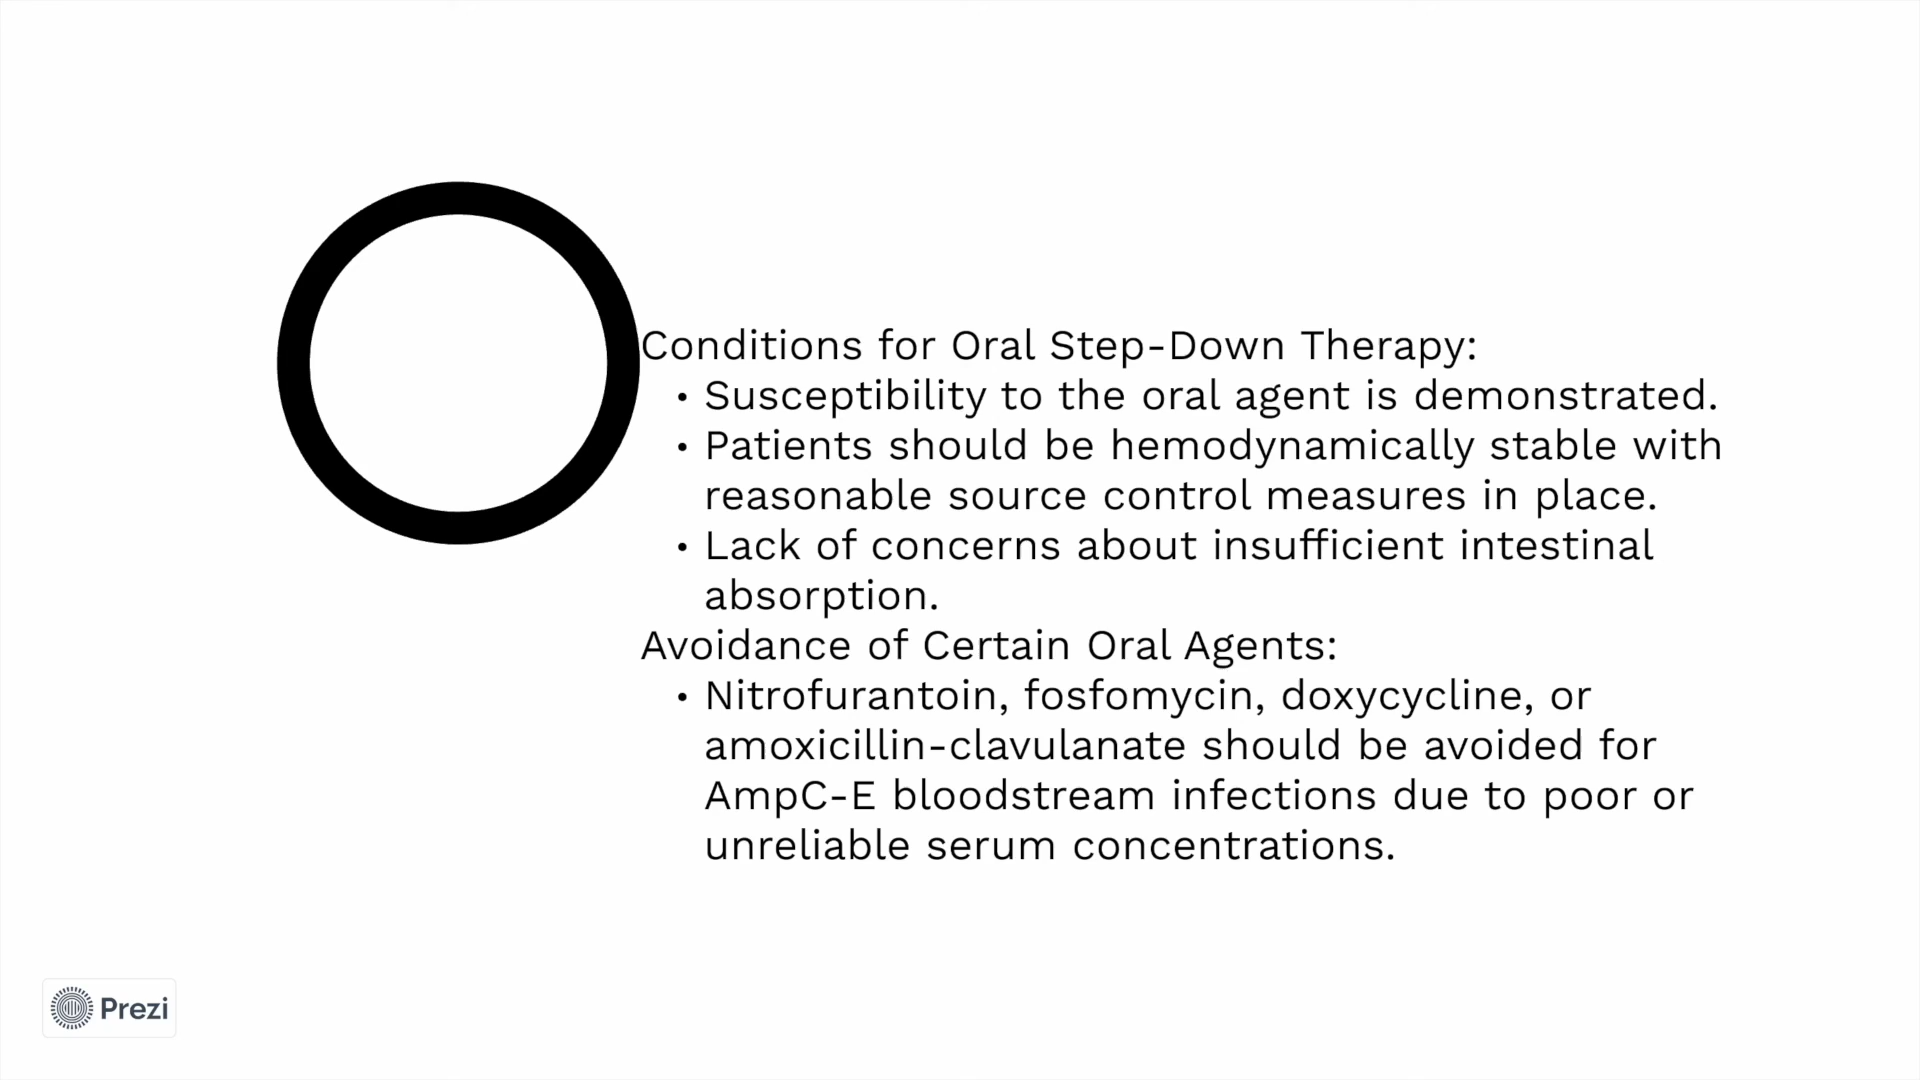 Conditions for Oral Step-Down Therapy:
• Susceptibility to the oral agent is demonstrated.
• Patients should be hemodynamically stable with
reasonable source control measures in place.
• Lack of concerns about insufficient intestinal
absorption.
Avoidance of Certain Oral Agents:
• Nitrofurantoin, fosfomycin, doxycycline, or
amoxicillin-clavulanate should be avoided for
AmpC-E bloodstream infections due to poor or
unreliable serum concentrations.
Prezi